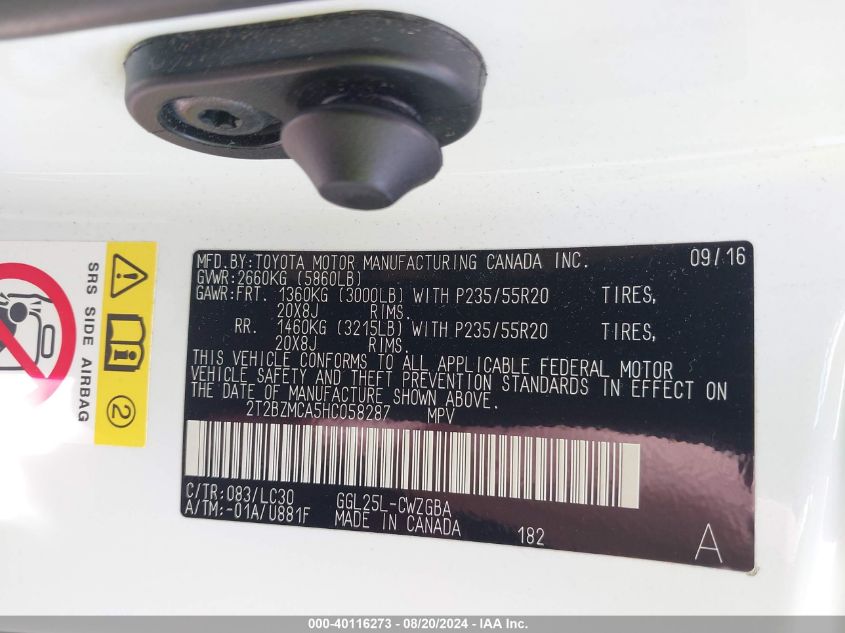 MFD.BY:TOYOTA MOTOR MANUFACTURING CANADA INC. 09/16
GVWR:2660KG (5860LB)
GAWR:FRT. 1360KG (3000LB) WITH P235/55R20 TIRES,
20X8J RIMS.
RR. 1460KG (3215LB) WITH P235/55R20 TIRES,
20X8J RIMS.
THIS VEHICLE CONFORMS TO ALL APPLICABLE FEDERAL MOTOR
VEHICLE SAFETY AND THEFT PREVENTION STANDARDS IN EFFECT ON
THE DATE OF MANUFACTURE SHOWN ABOVE.
2T2BZMCA5HC058287 MPV
C/TR:083/LC30 GGL25L-CWZGBA
A/TM:-01A/U881F MADE IN CANADA 182 A
SRS SIDE AIRBAG
2
000-40116273 - 08/20/2024 - IAA Inc.